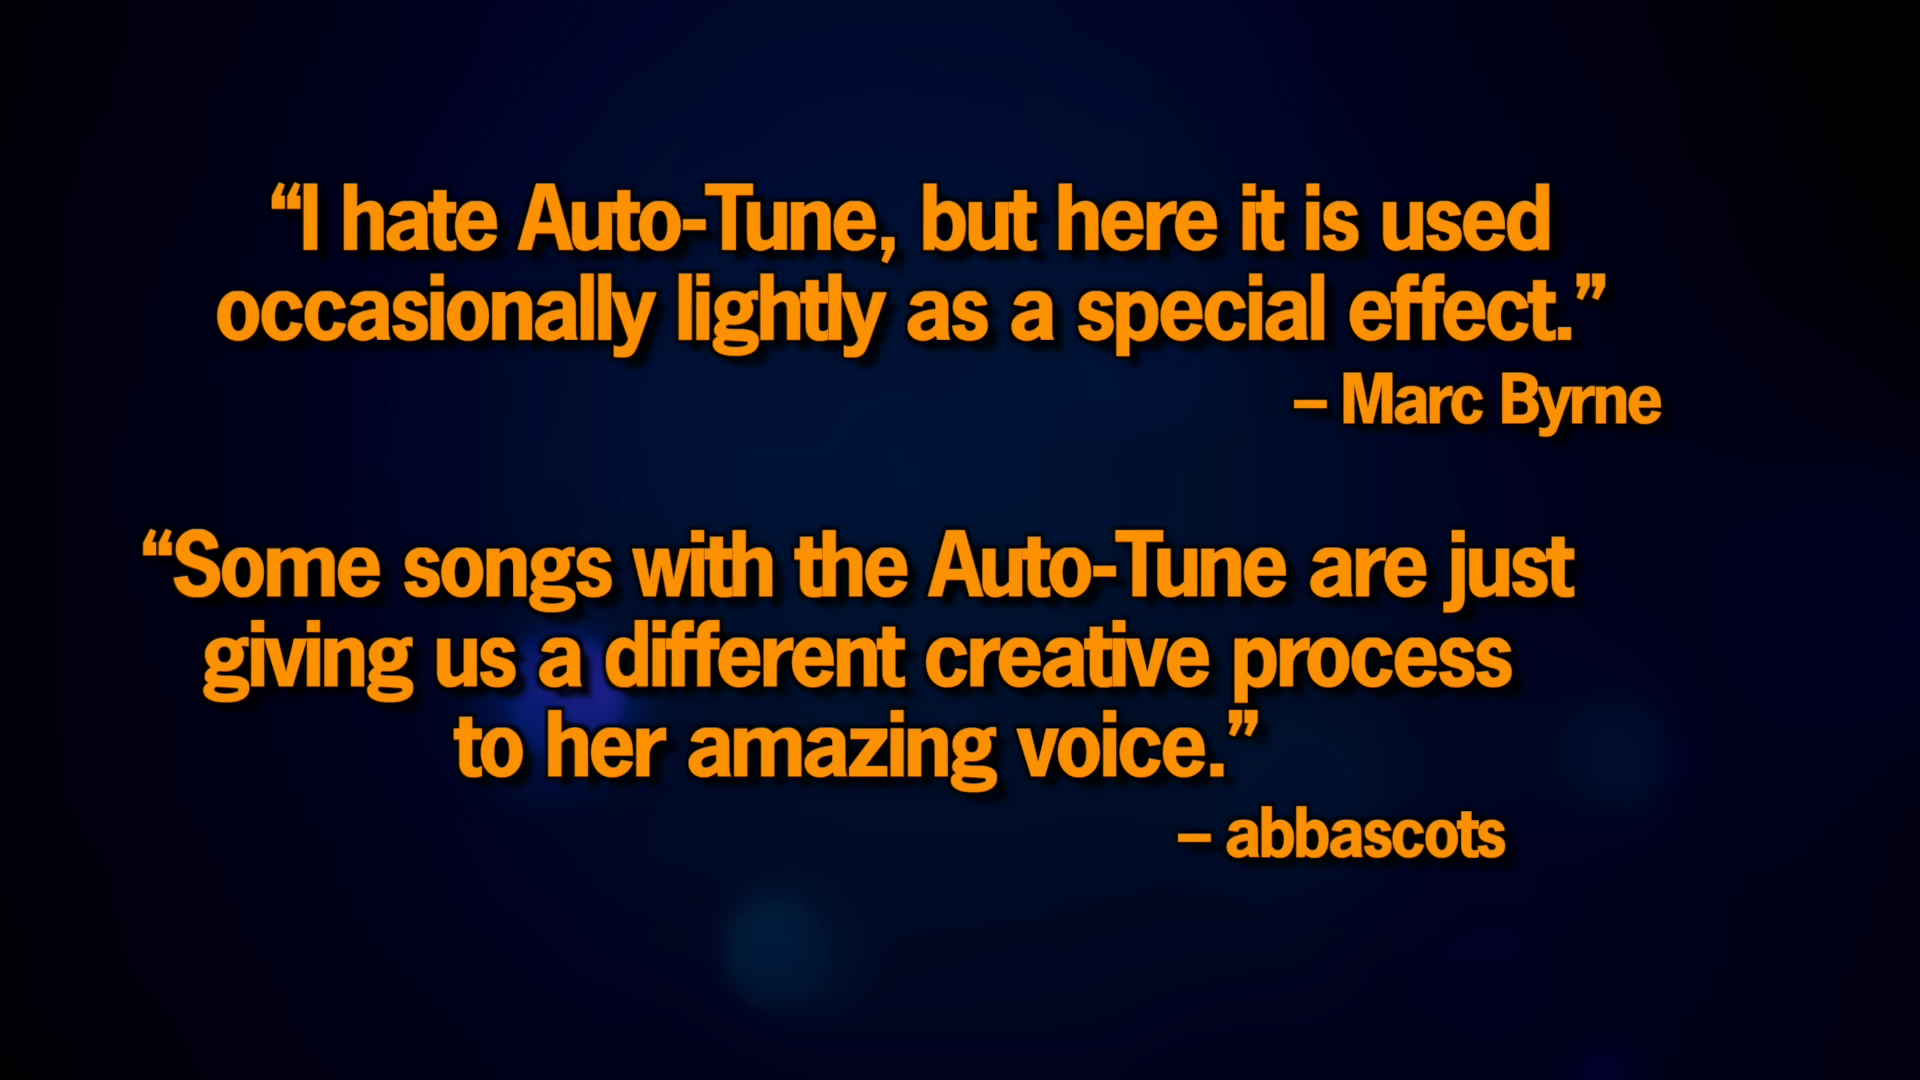 “I hate Auto-Tune, but here it is used
occasionally lightly as a special effect.”
– Marc Byrne
“Some songs with the Auto-Tune are just
giving us a different creative process
to her amazing voice.”
– abbascots